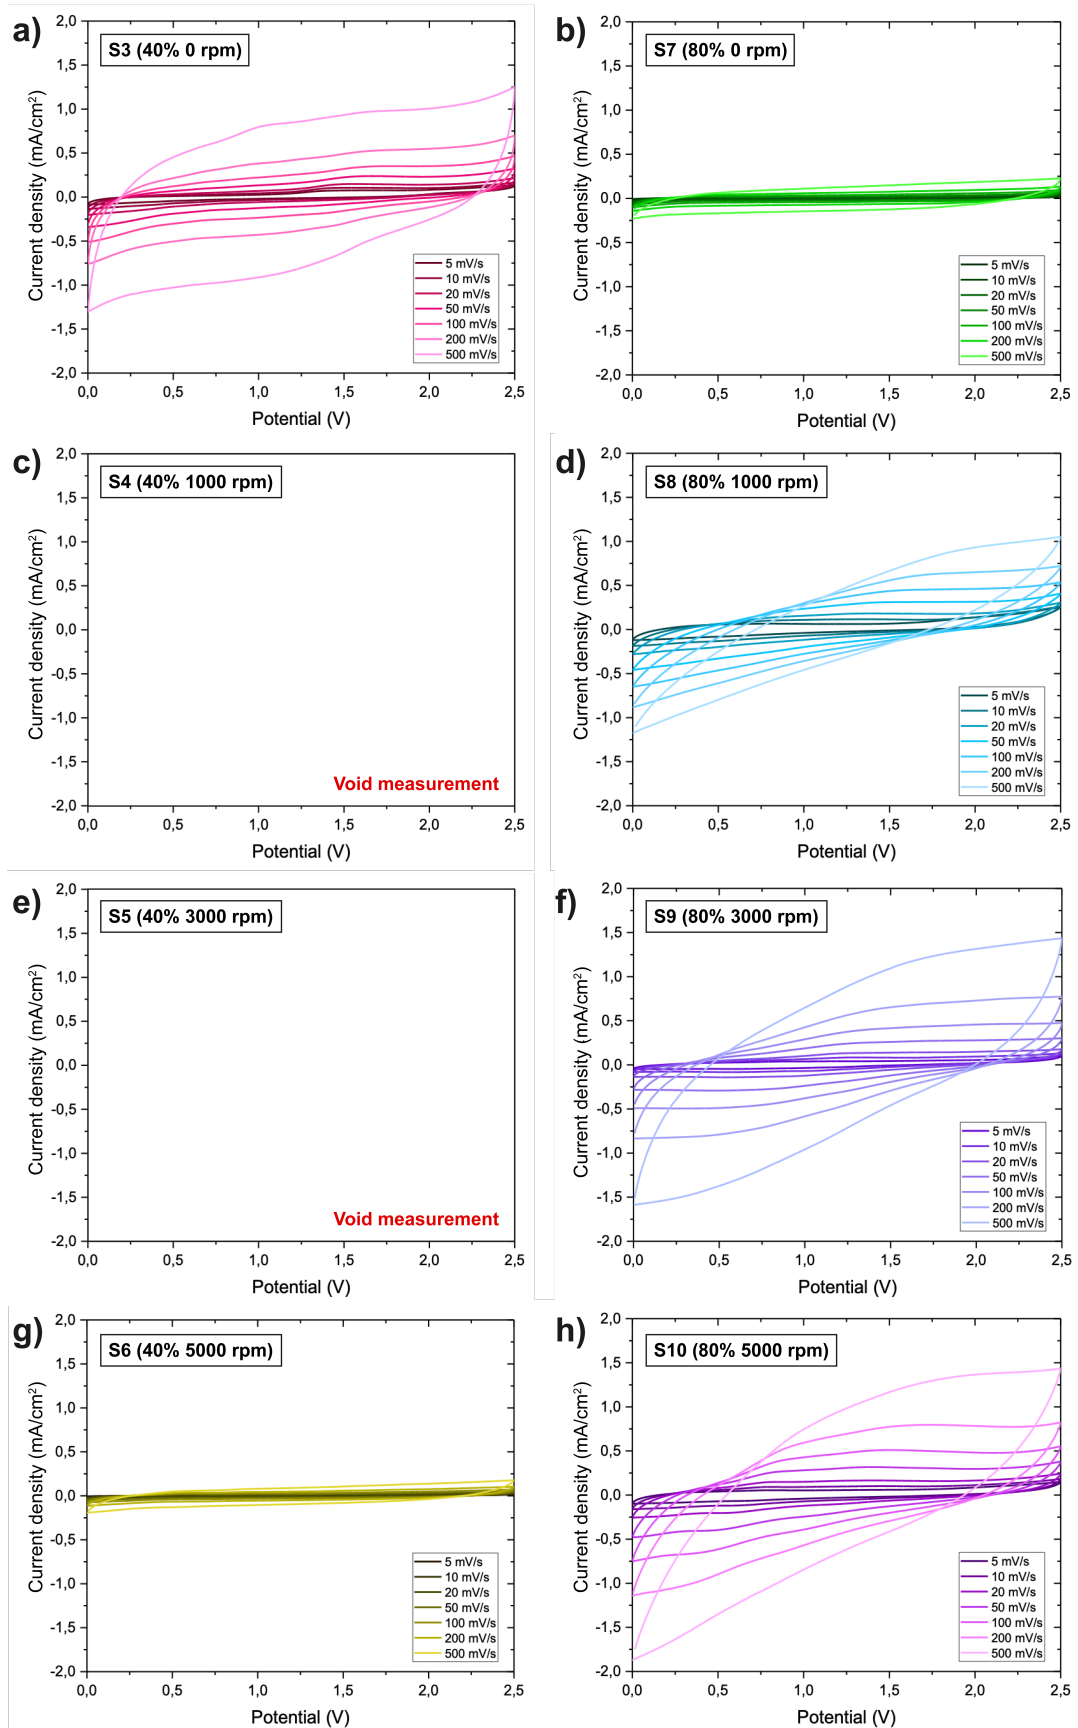 a)
S3 (40% 0 rpm)
Current density (mA/cm²)
2,0
1,5
1,0
0,5
0,0
-0,5
-1,0
-1,5
-2,0
5 mV/s
10 mV/s
20 mV/s
50 mV/s
100 mV/s
200 mV/s
500 mV/s
0,0 0,5 1,0 1,5 2,0 2,5
Potential (V)
b)
S7 (80% 0 rpm)
Current density (mA/cm²)
2,0
1,5
1,0
0,5
0,0
-0,5
-1,0
-1,5
-2,0
5 mV/s
10 mV/s
20 mV/s
50 mV/s
100 mV/s
200 mV/s
500 mV/s
0,0 0,5 1,0 1,5 2,0 2,5
Potential (V)
c)
S4 (40% 1000 rpm)
Current density (mA/cm²)
2,0
1,5
1,0
0,5
0,0
-0,5
-1,0
-1,5
-2,0
Void measurement
0,0 0,5 1,0 1,5 2,0 2,5
Potential (V)
d)
S8 (80% 1000 rpm)
Current density (mA/cm²)
2,0
1,5
1,0
0,5
0,0
-0,5
-1,0
-1,5
-2,0
5 mV/s
10 mV/s
20 mV/s
50 mV/s
100 mV/s
200 mV/s
500 mV/s
0,0 0,5 1,0 1,5 2,0 2,5
Potential (V)
e)
S5 (40% 3000 rpm)
Current density (mA/cm²)
2,0
1,5
1,0
0,5
0,0
-0,5
-1,0
-1,5
-2,0
Void measurement
0,0 0,5 1,0 1,5 2,0 2,5
Potential (V)
f)
S9 (80% 3000 rpm)
Current density (mA/cm²)
2,0
1,5
1,0
0,5
0,0
-0,5
-1,0
-1,5
-2,0
5 mV/s
10 mV/s
20 mV/s
50 mV/s
100 mV/s
200 mV/s
500 mV/s
0,0 0,5 1,0 1,5 2,0 2,5
Potential (V)
g)
S6 (40% 5000 rpm)
Current density (mA/cm²)
2,0
1,5
1,0
0,5
0,0
-0,5
-1,0
-1,5
-2,0
5 mV/s
10 mV/s
20 mV/s
50 mV/s
100 mV/s
200 mV/s
500 mV/s
0,0 0,5 1,0 1,5 2,0 2,5
Potential (V)
h)
S10 (80% 5000 rpm)
Current density (mA/cm²)
2,0
1,5
1,0
0,5
0,0
-0,5
-1,0
-1,5
-2,0
5 mV/s
10 mV/s
20 mV/s
50 mV/s
100 mV/s
200 mV/s
500 mV/s
0,0 0,5 1,0 1,5 2,0 2,5
Potential (V)